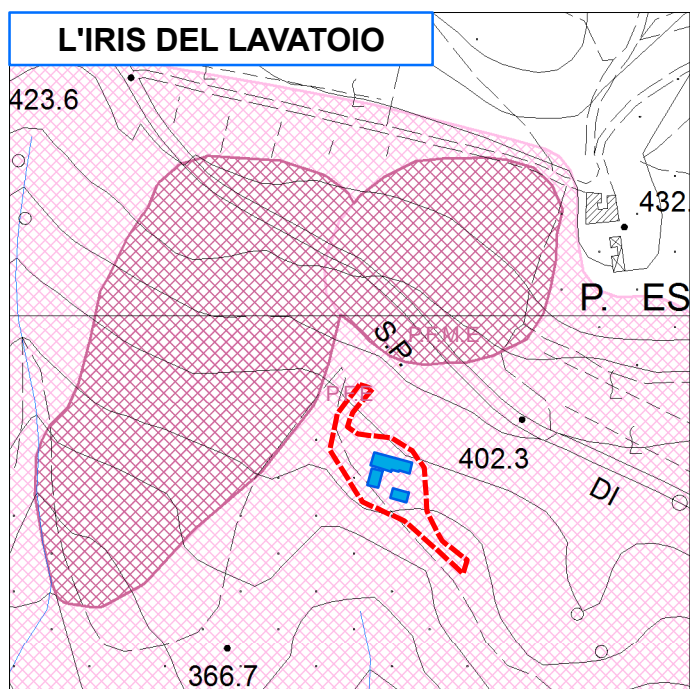 L'IRIS DEL LAVATOIO
423.6
432.
P. ES
S.P.
P.F.M.E
P.F.E
402.3
DI
366.7